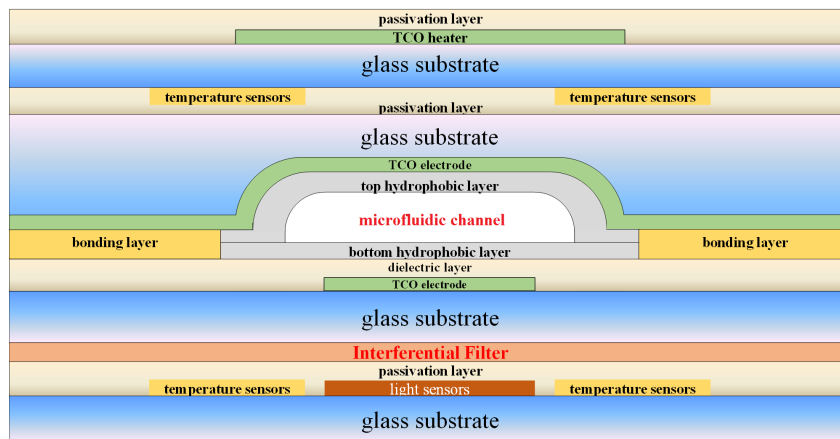 passivation layer
TCO heater
glass substrate
temperature sensors
temperature sensors
passivation layer
glass substrate
TCO electrode
top hydrophobic layer
microfluidic channel
bonding layer
bonding layer
bottom hydrophobic layer
dielectric layer
TCO electrode
glass substrate
Interferential Filter
passivation layer
temperature sensors
light sensors
temperature sensors
glass substrate